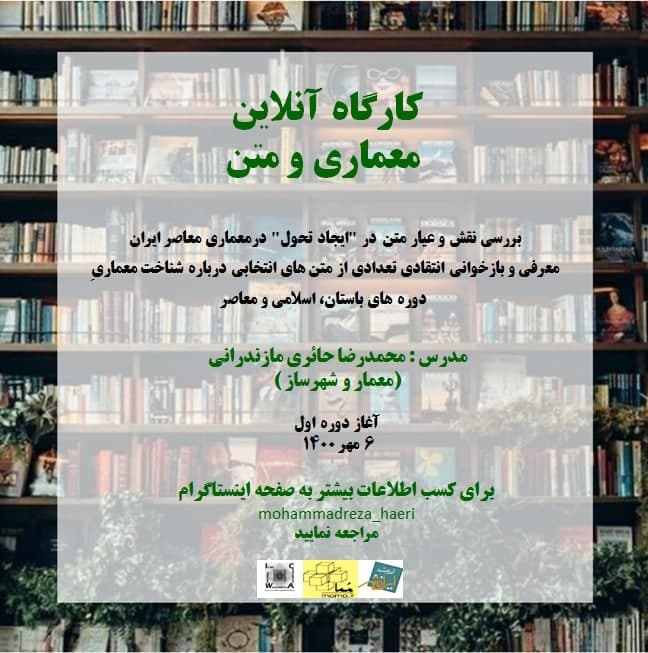 کارگاه آنلاین
معماری و متن
بررسی نقش و عیار متن در "ایجاد تحول" درمعماری معاصر ایران
معرفی و بازخوانی انتقادی تعدادی از متن های انتخابی درباره شناخت معماریِ
دوره های باستان، اسلامی و معاصر
مدرس : محمدرضا حائری مازندرانی
(معمار و شهرساز )
آغاز دوره اول
۶ مهر ۱۴۰۰
برای کسب اطلاعات بیشتر به صفحه اینستاگرام
mohammadreza_haeri
مراجعه نمایید